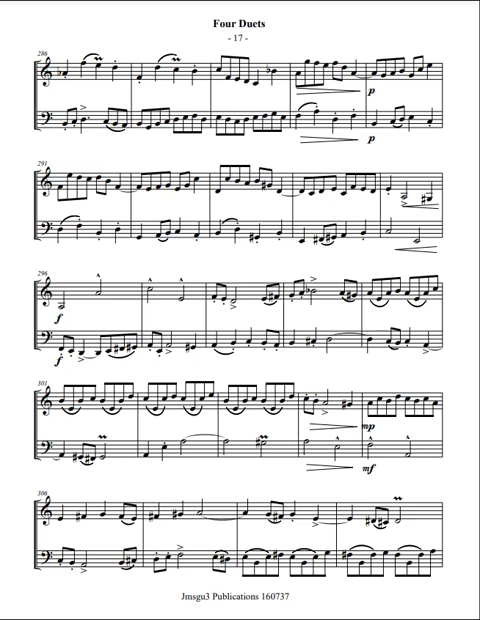 Four Duets
- 17 -
286
p
p
291
296
f
f
301
mp
mf
306
Jmsgu3 Publications 160737